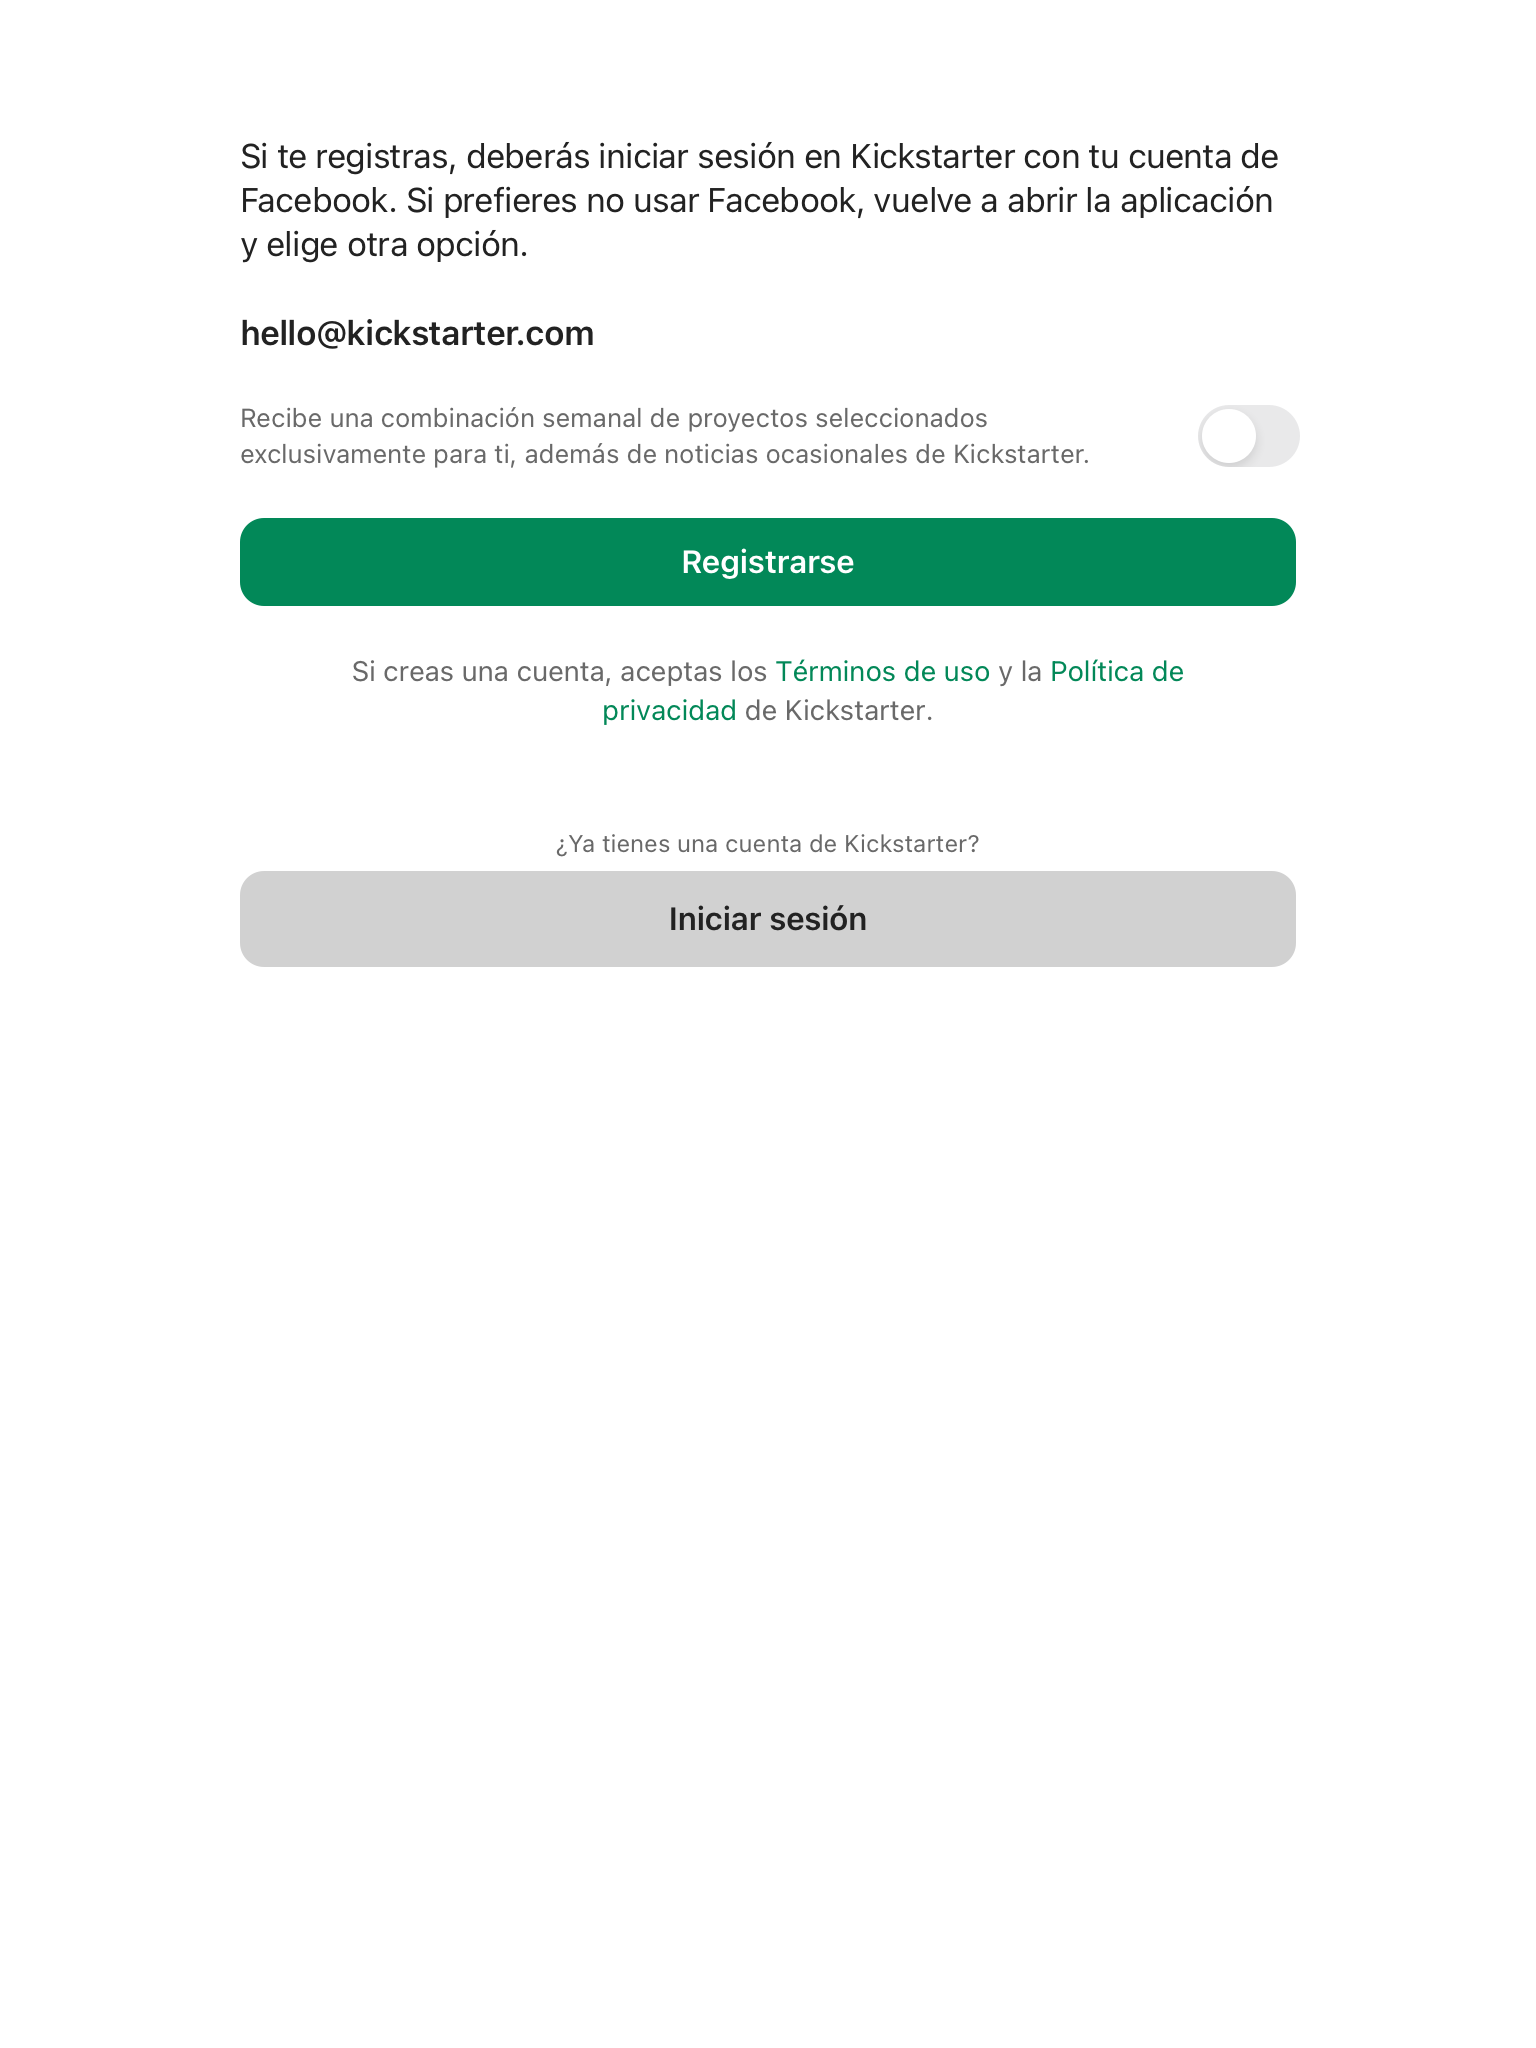 Si te registras, deberás iniciar sesión en Kickstarter con tu cuenta de
Facebook. Si prefieres no usar Facebook, vuelve a abrir la aplicación
y elige otra opción.
hello@kickstarter.com
Recibe una combinación semanal de proyectos seleccionados
exclusivamente para ti, además de noticias ocasionales de Kickstarter.
Registrarse
Si creas una cuenta, aceptas los Términos de uso y la Política de
privacidad de Kickstarter.
¿Ya tienes una cuenta de Kickstarter?
Iniciar sesión